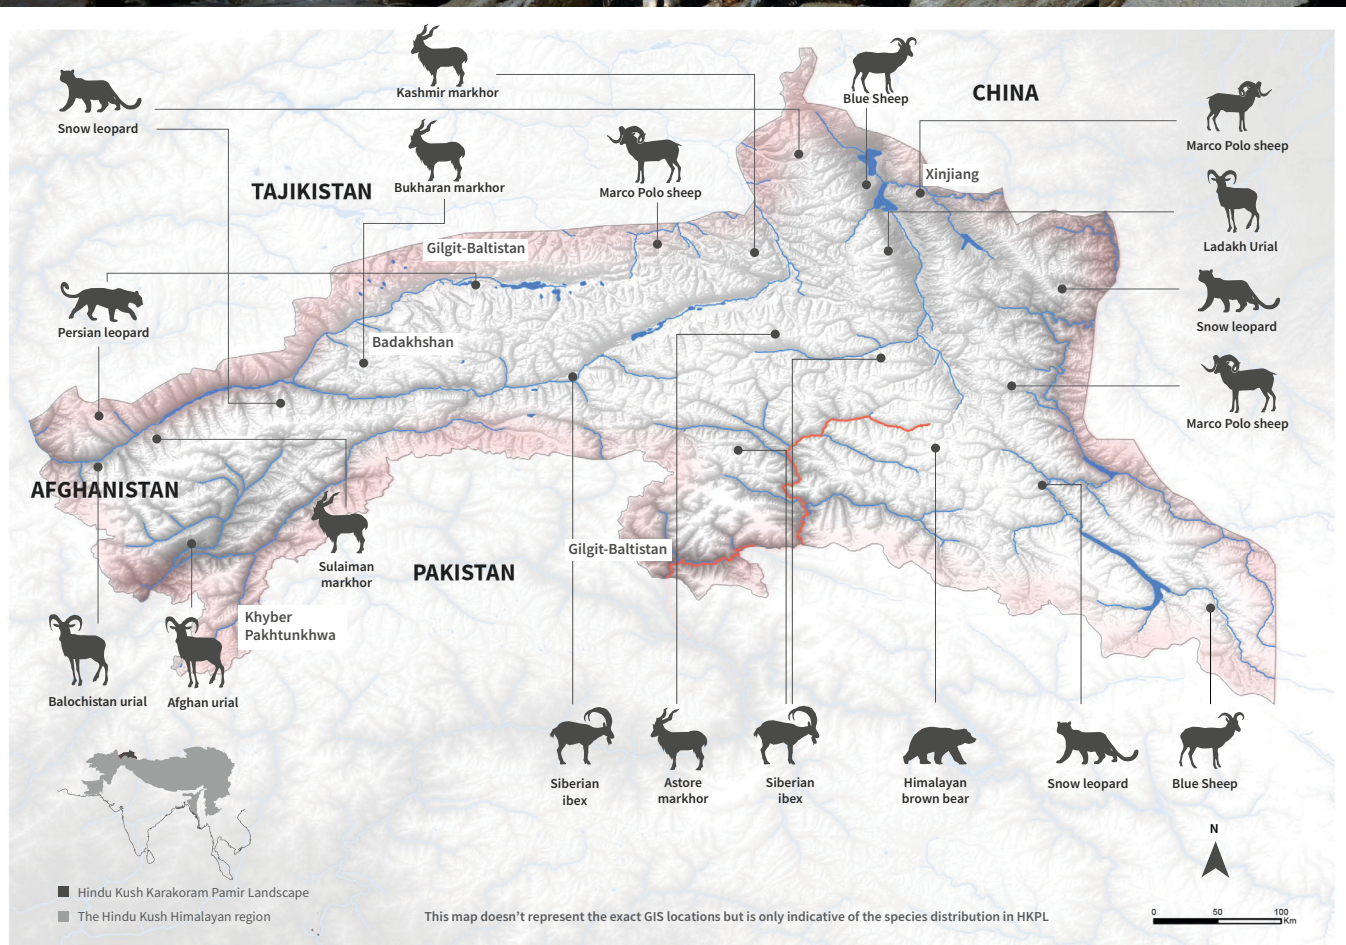 Kashmir markhor
Blue Sheep
CHINA
Snow leopard
Marco Polo sheep
Bukharan markhor
Marco Polo sheep
Xinjiang
TAJIKISTAN
Gilgit-Baltistan
Ladakh Urial
Persian leopard
Snow leopard
Badakhshan
Marco Polo sheep
AFGHANISTAN
Gilgit-Baltistan
Sulaiman
markhor
PAKISTAN
Khyber
Pakhtunkhwa
Balochistan urial
Afghan urial
Siberian
ibex
Astore
markhor
Siberian
ibex
Himalayan
brown bear
Snow leopard
Blue Sheep
N
Hindu Kush Karakoram Pamir Landscape
The Hindu Kush Himalayan region
This map doesn't represent the exact GIS locations but is only indicative of the species distribution in HKPL
0 50 100
Km